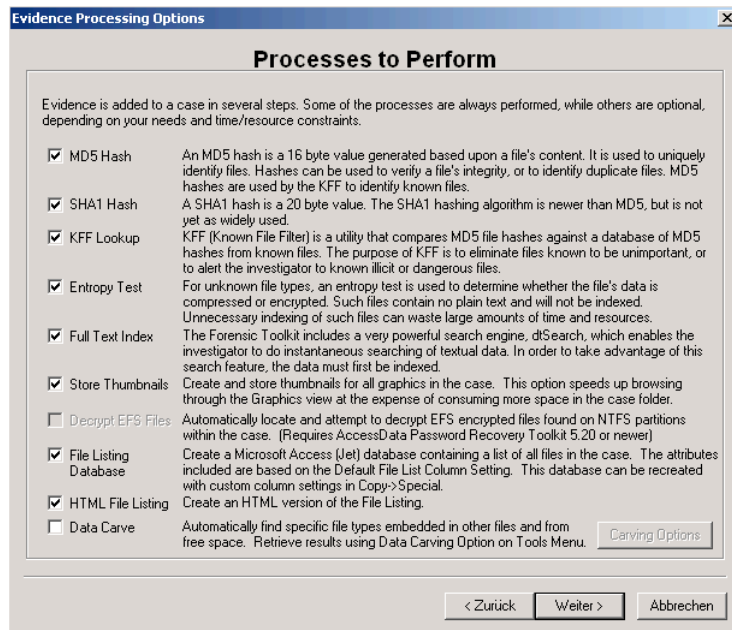 Evidence Processing Options
Processes to Perform
Evidence is added to a case in several steps. Some of the processes are always performed, while others are optional,
depending on your needs and time/resource constraints.
MD5 Hash
An MD5 hash is a 16 byte value generated based upon a file's content. It is used to uniquely
identify files. Hashes can be used to verify a file's integrity, or to identify duplicate files. MD5
hashes are used by the KFF to identify known files.
SHA1 Hash
A SHA1 hash is a 20 byte value. The SHA1 hashing algorithm is newer than MD5, but is not
yet as widely used.
KFF Lookup
KFF (Known File Filter) is a utility that compares MD5 file hashes against a database of MD5
hashes from known files. The purpose of KFF is to eliminate files known to be unimportant, or
to alert the investigator to known illicit or dangerous files.
Entropy Test
For unknown file types, an entropy test is used to determine whether the file's data is
compressed or encrypted. Such files contain no plain text and will not be indexed.
Unnecessary indexing of such files can waste large amounts of time and resources.
Full Text Index
The Forensic Toolkit includes a very powerful search engine, dtSearch, which enables the
investigator to do instantaneous searching of textual data. In order to take advantage of this
search feature, the data must first be indexed.
Store Thumbnails
Create and store thumbnails for all graphics in the case. This option speeds up browsing
through the Graphics view at the expense of consuming more space in the case folder.
Decrypt EFS Files
Automatically locate and attempt to decrypt EFS encrypted files found on NTFS partitions
within the case. (Requires AccessData Password Recovery Toolkit 5.20 or newer)
File Listing
Database
Create a Microsoft Access (Jet) database containing a list of all files in the case. The attributes
included are based on the Default File List Column Setting. This database can be recreated
with custom column settings in Copy->Special.
HTML File Listing
Create an HTML version of the File Listing.
Data Carve
Automatically find specific file types embedded in other files and from
free space. Retrieve results using Data Carving Option on Tools Menu.
Carving Options
< Zurück
Weiter >
Abbrechen